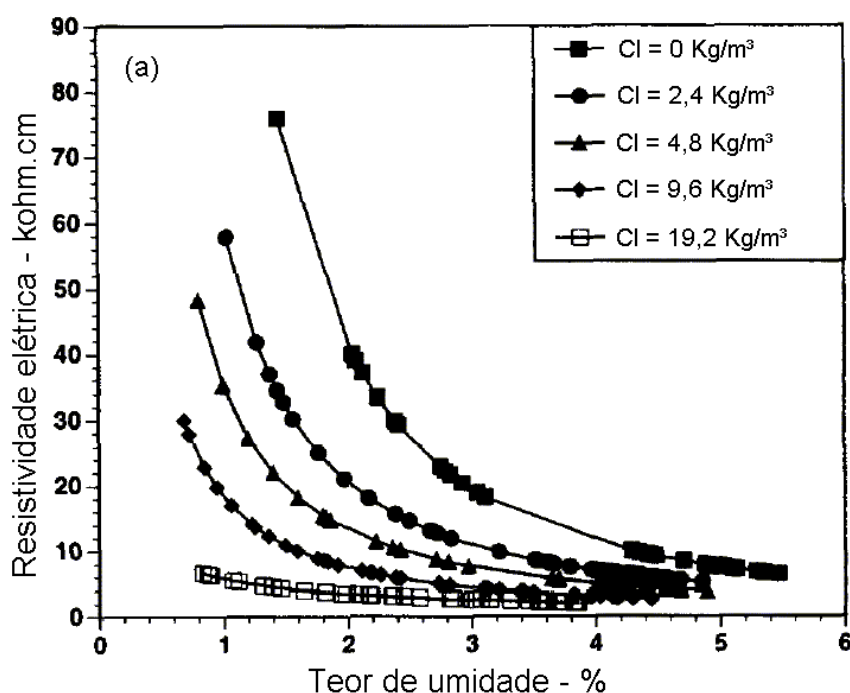 90
80
70
60
50
40
30
20
10
0
(a)
Cl = 0 Kg/m³
Cl = 2,4 Kg/m³
Cl = 4,8 Kg/m³
Cl = 9,6 Kg/m³
Cl = 19,2 Kg/m³
Resistividade elétrica - kohm.cm
0 1 2 3 4 5 6
Teor de umidade - %